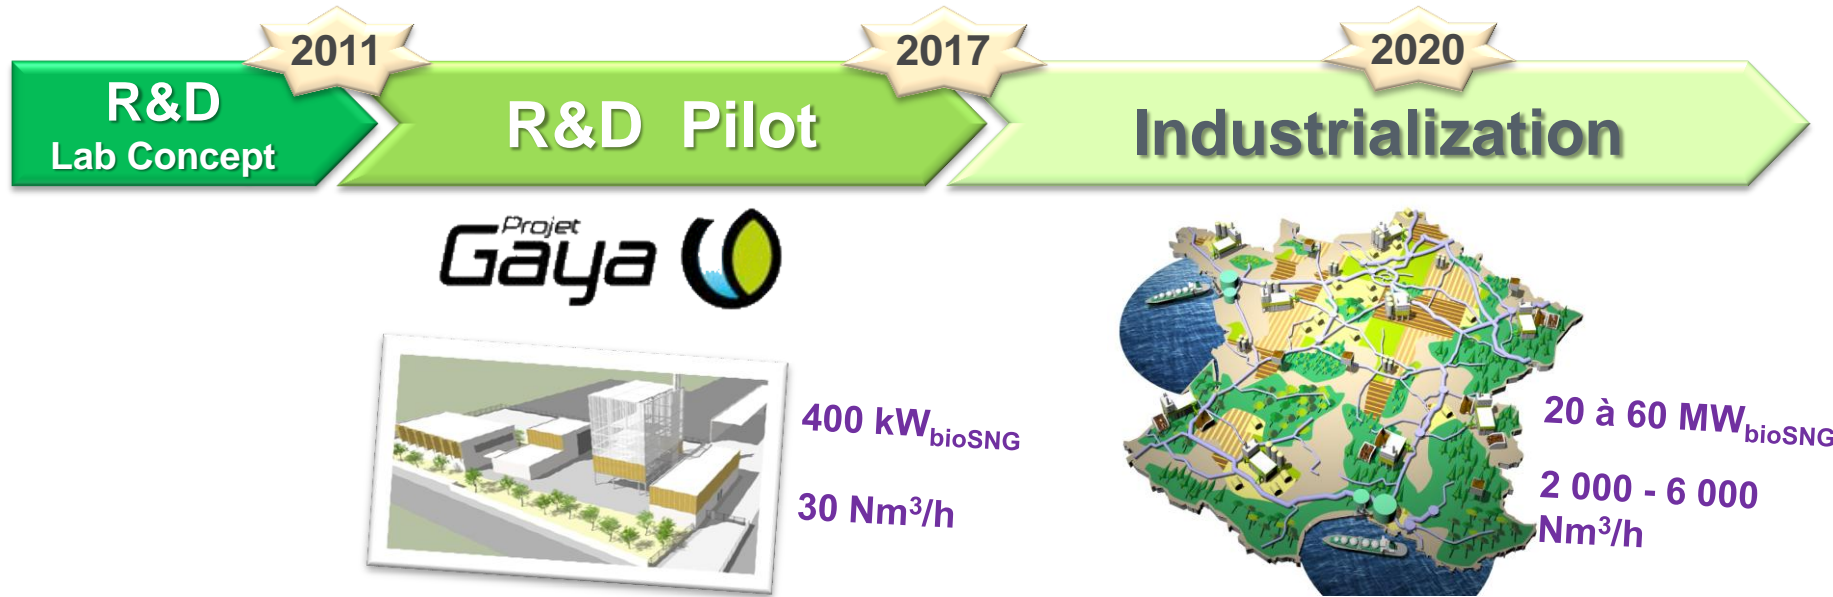 2011
2017
2020
R&D
Lab Concept
R&D Pilot
Industrialization
Projet
Gaya
400 kWbioSNG
30 Nm³/h
20 à 60 MWbioSNG
2 000 - 6 000
Nm³/h